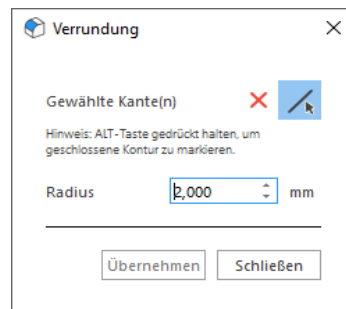 Verrundung
Gewählte Kante(n)
Hinweis: ALT-Taste gedrückt halten, um
geschlossene Kontur zu markieren.
Radius 2,000 mm
Übernehmen Schließen